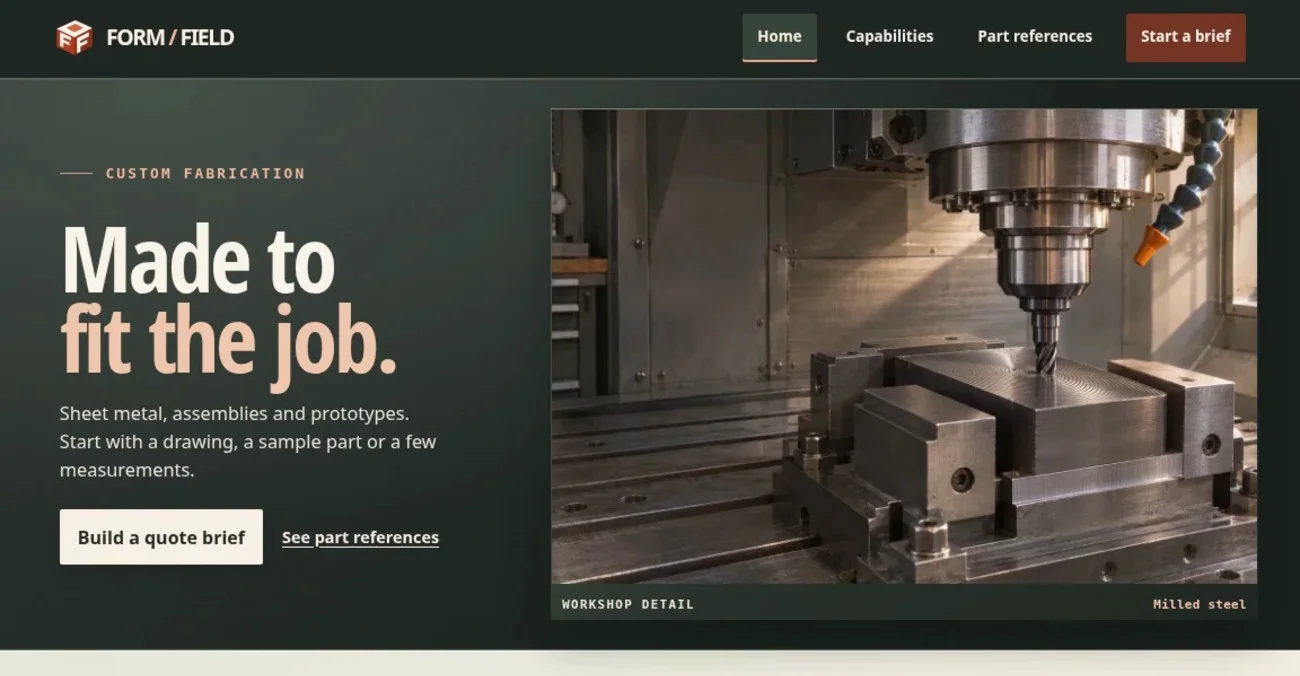 FORM / FIELD
Home
Capabilities
Part references
Start a brief
CUSTOM FABRICATION
Made to
fit the job.
Sheet metal, assemblies and prototypes.
Start with a drawing, a sample part or a few
measurements.
Build a quote brief
See part references
WORKSHOP DETAIL
Milled steel